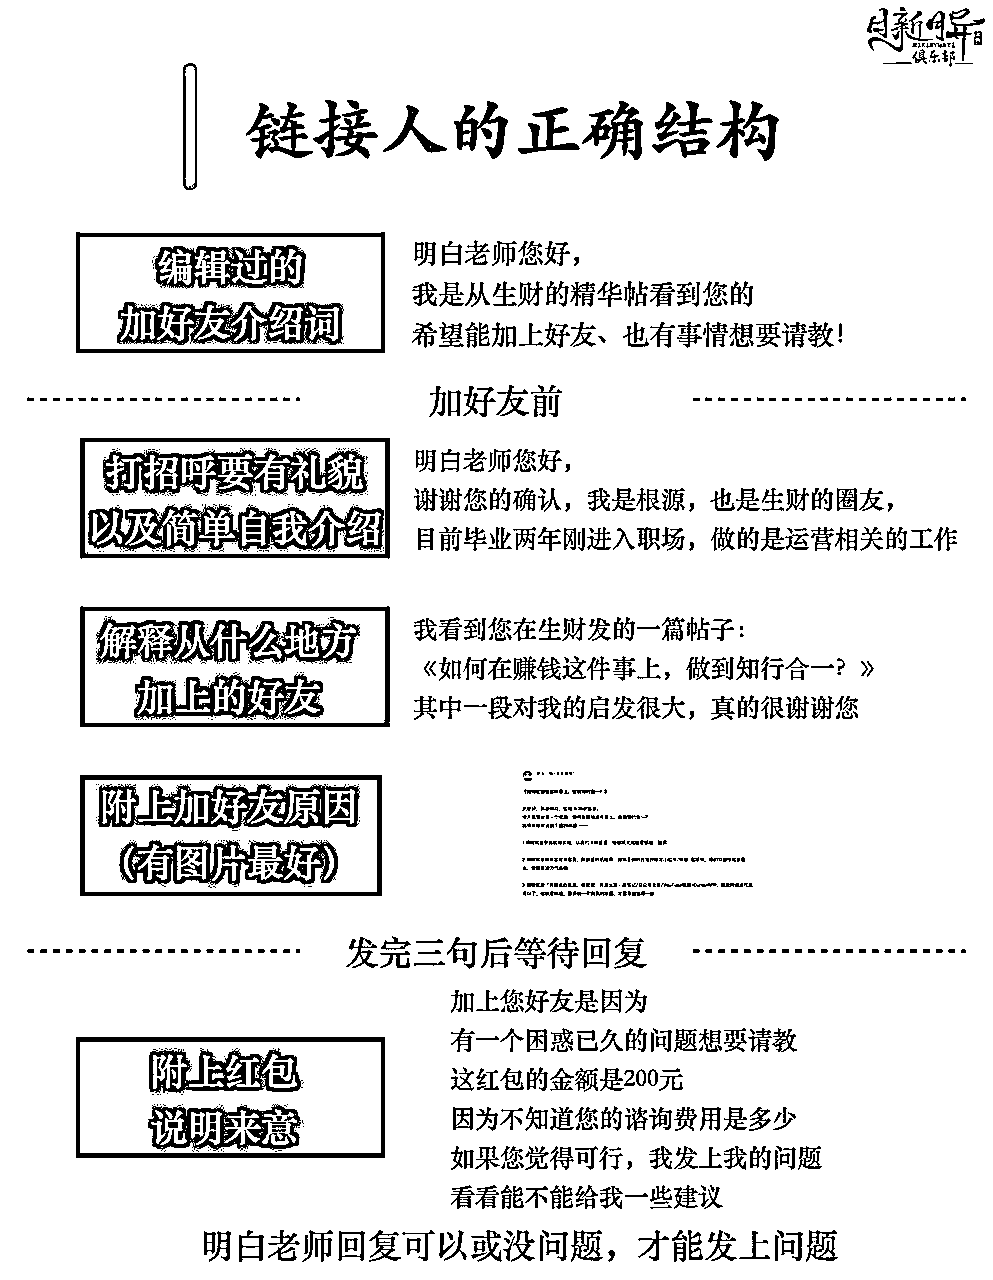 日新月异
俱乐部
链接人的正确结构
编辑过的
加好友介绍词
明白老师您好，
我是从生财的精华帖看到您的
希望能加上好友、也有事情想要请教！
加好友前
打招呼要有礼貌
以及简单自我介绍
明白老师您好，
谢谢您的确认，我是根源，也是生财的圈友，
目前毕业两年刚进入职场，做的是运营相关的工作
解释从什么地方
加上的好友
我看到您在生财发的一篇帖子：
《如何在赚钱这件事上，做到知行合一？》
其中一段对我的启发很大，真的很谢谢您
附上加好友原因
（有图片最好）
发完三句后等待回复
附上红包
说明来意
加上您好友是因为
有一个困惑已久的问题想要请教
这红包的金额是200元
因为不知道您的谘询费用是多少
如果您觉得可行，我发上我的问题
看看能不能给我一些建议
明白老师回复可以或没问题，才能发上问题